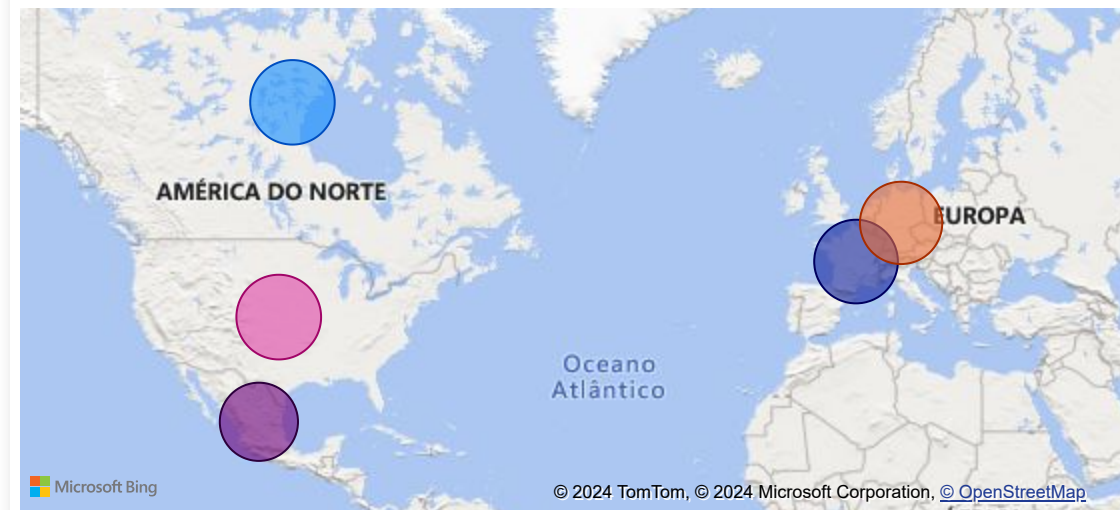 AMÉRICA DO NORTE
EUROPA
Oceano
Atlântico
Microsoft Bing
© 2024 TomTom, © 2024 Microsoft Corporation, © OpenStreetMap